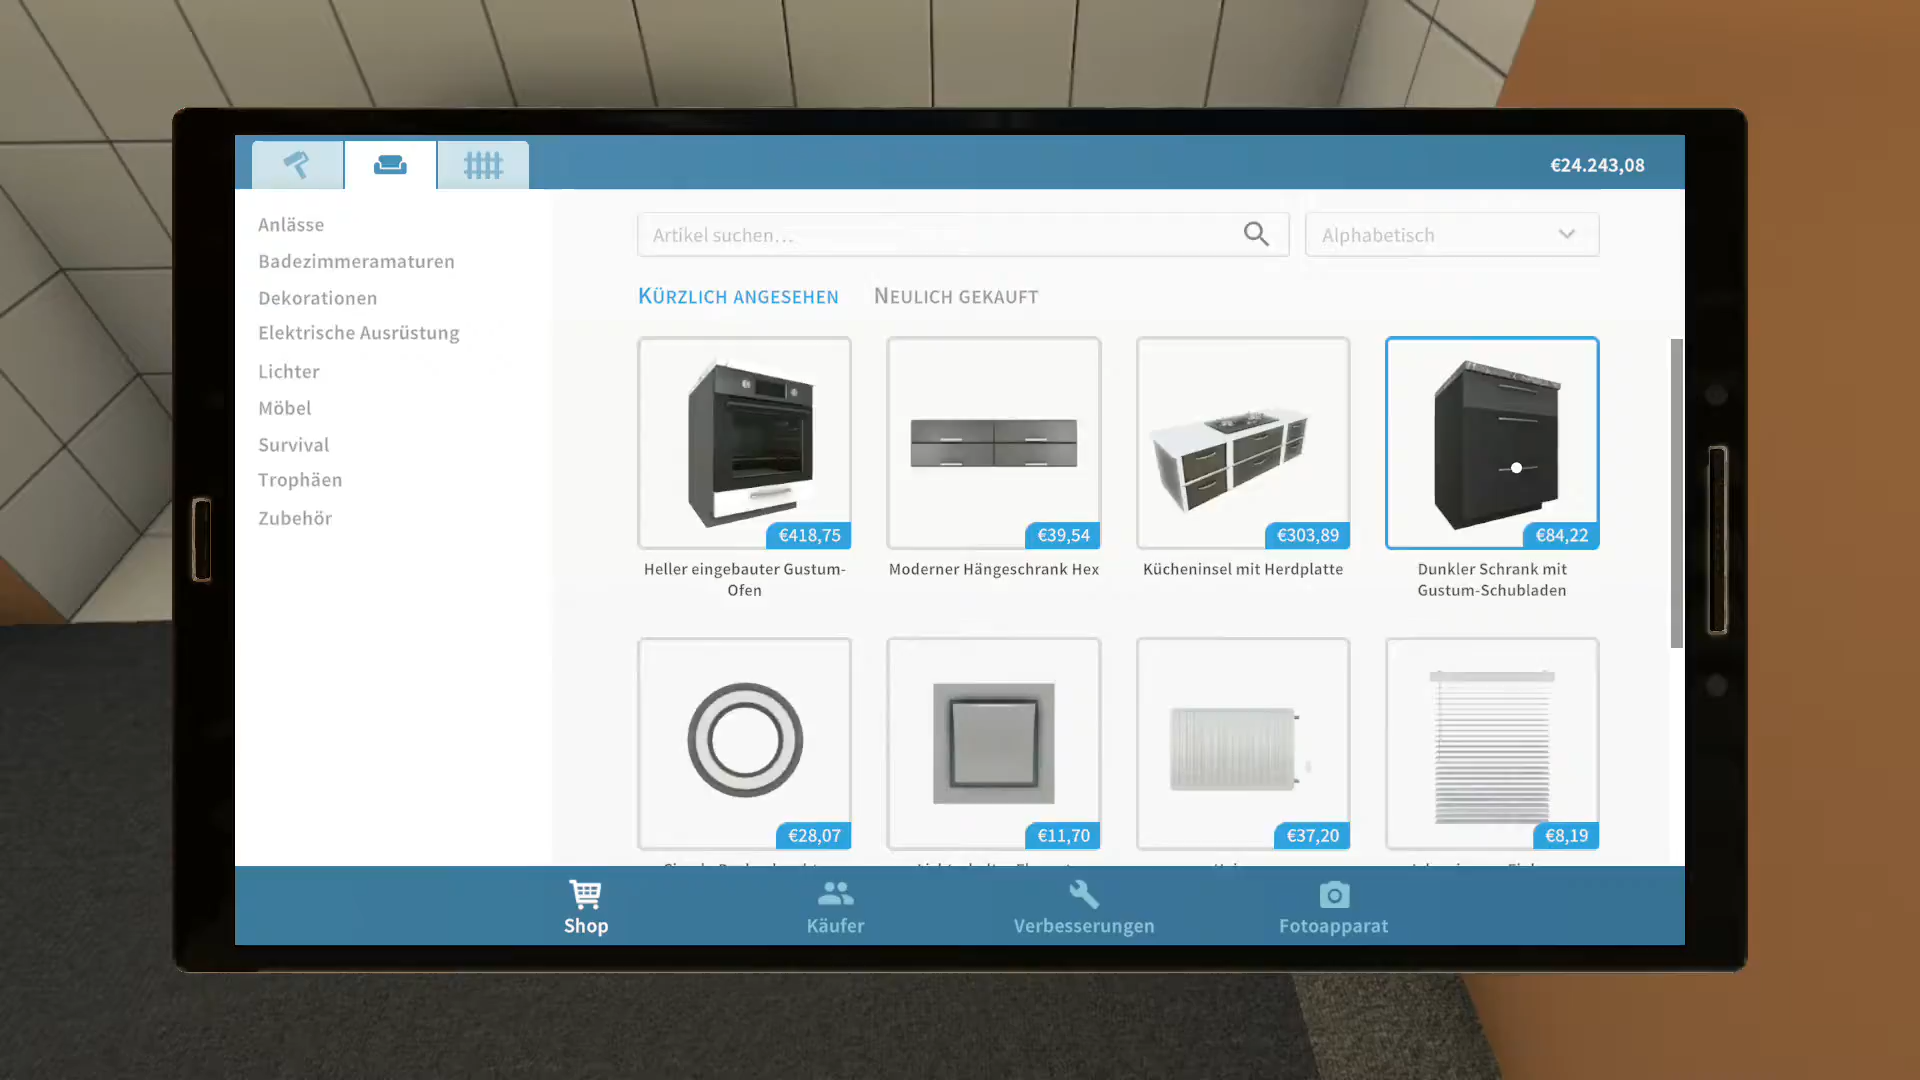 €24.243,08
Anlässe
Badezimmeramaturen
Dekorationen
Elektrische Ausrüstung
Lichter
Möbel
Survival
Trophäen
Zubehör
Artikel suchen...
Alphabetisch
KÜRZLICH ANGESEHEN
NEULICH GEKAUFT
€418,75
€39,54
€303,89
€84,22
Heller eingebauter Gustum-
Ofen
Moderner Hängeschrank Hex
Kücheninsel mit Herdplatte
Dunkler Schrank mit
Gustum-Schubladen
€28,07
€11,70
€37,20
€8,19
Shop
Käufer
Verbesserungen
Fotoapparat